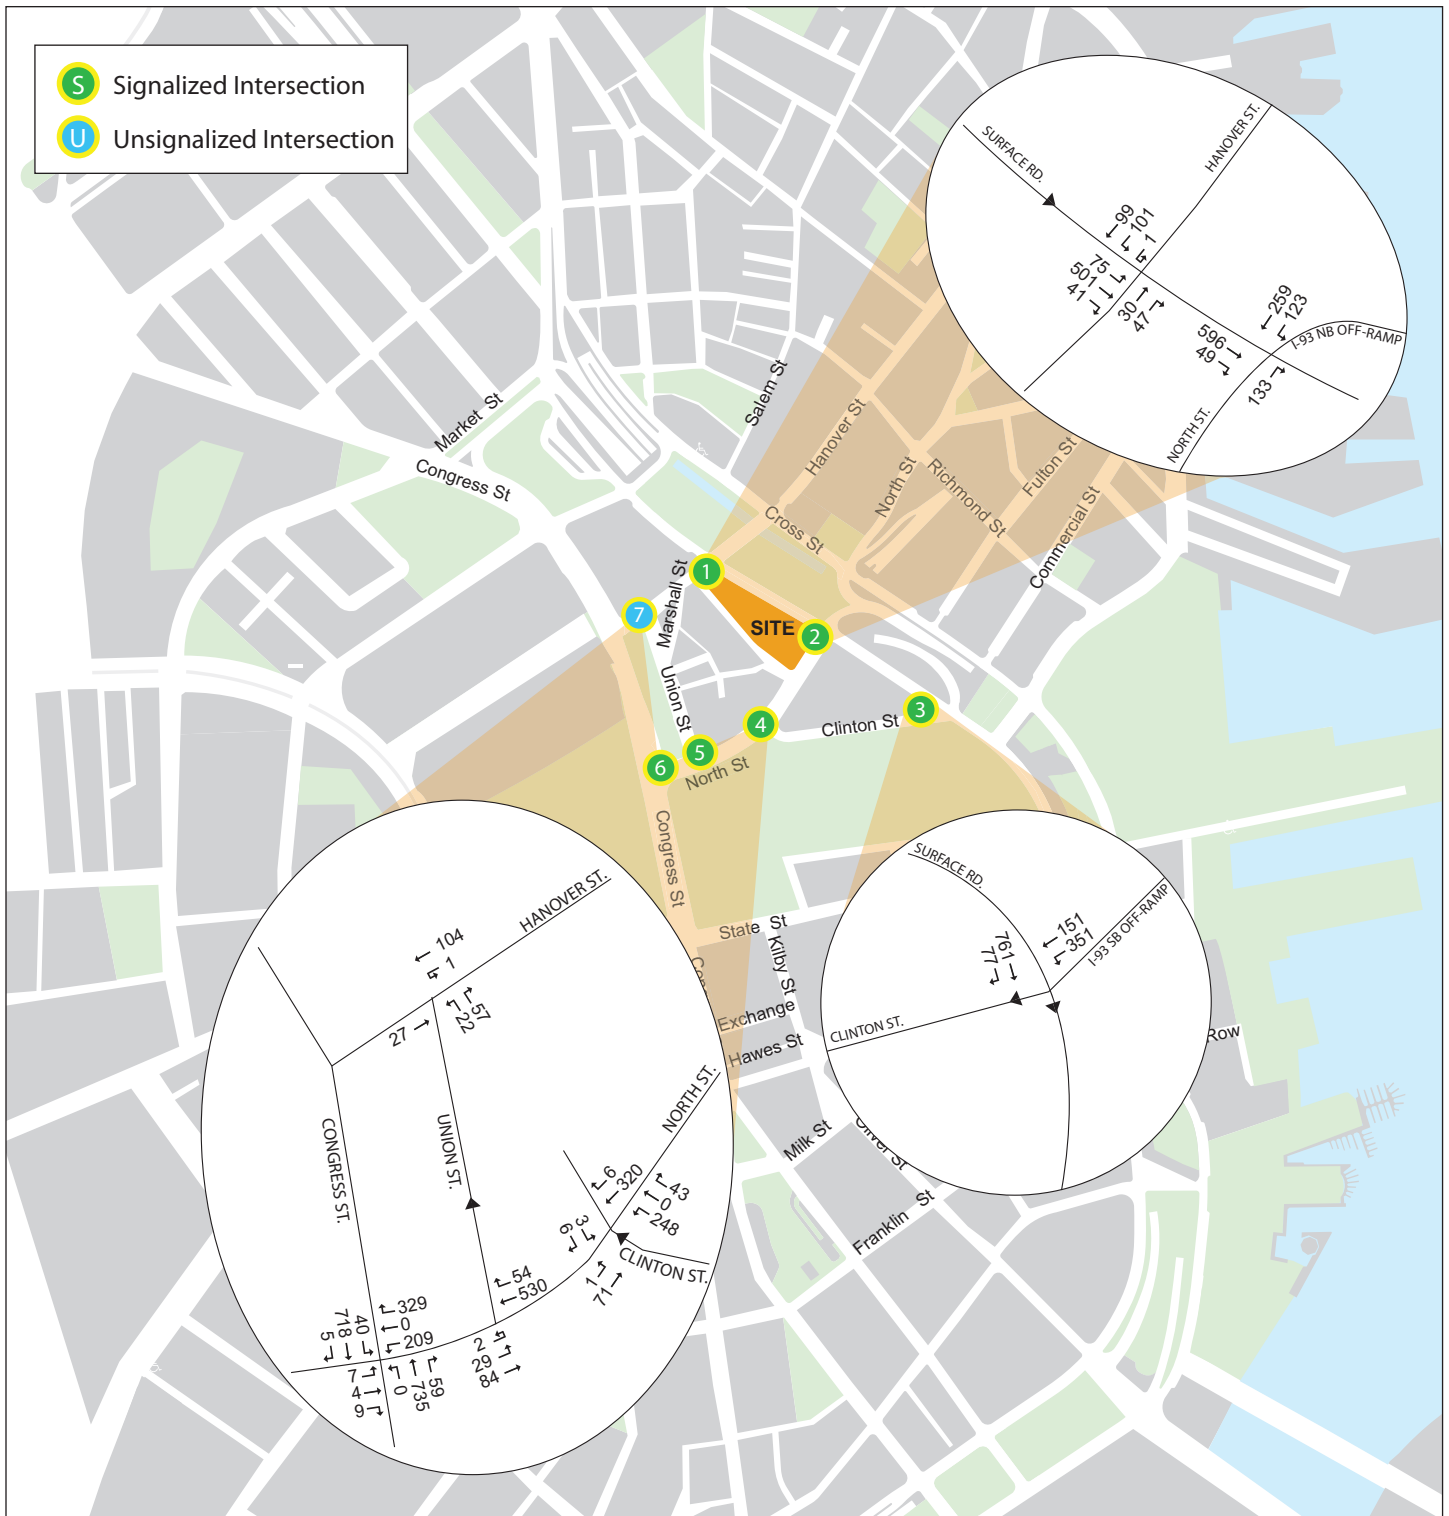 S Signalized Intersection
U Unsignalized Intersection
SURFACE RD.
HANOVER ST.
99
101
1
75
501
41
30
47
259
123
I-93 NB OFF-RAMP
596
49
133
NORTH ST.
Market St
Congress St
Salem St
Hanover St
North St
Richmond St
Fulton St
Commercial St
Cross St
Marshall St
1
7
SITE
2
Union St
4
Clinton St
3
5
6
North St
Congress St
State St
Kilby St
Exchange
Hawes St
Row
Milk St
Oliver St
Franklin St
HANOVER ST.
104
1
57
22
27
CONGRESS ST.
UNION ST.
NORTH ST.
6
320
43
0
248
3
6
CLINTON ST.
1
71
54
530
329
0
209
40
718
5
7
4
9
0
735
59
2
29
84
SURFACE RD.
151
351
I-93 SB OFF-RAMP
761
77
CLINTON ST.